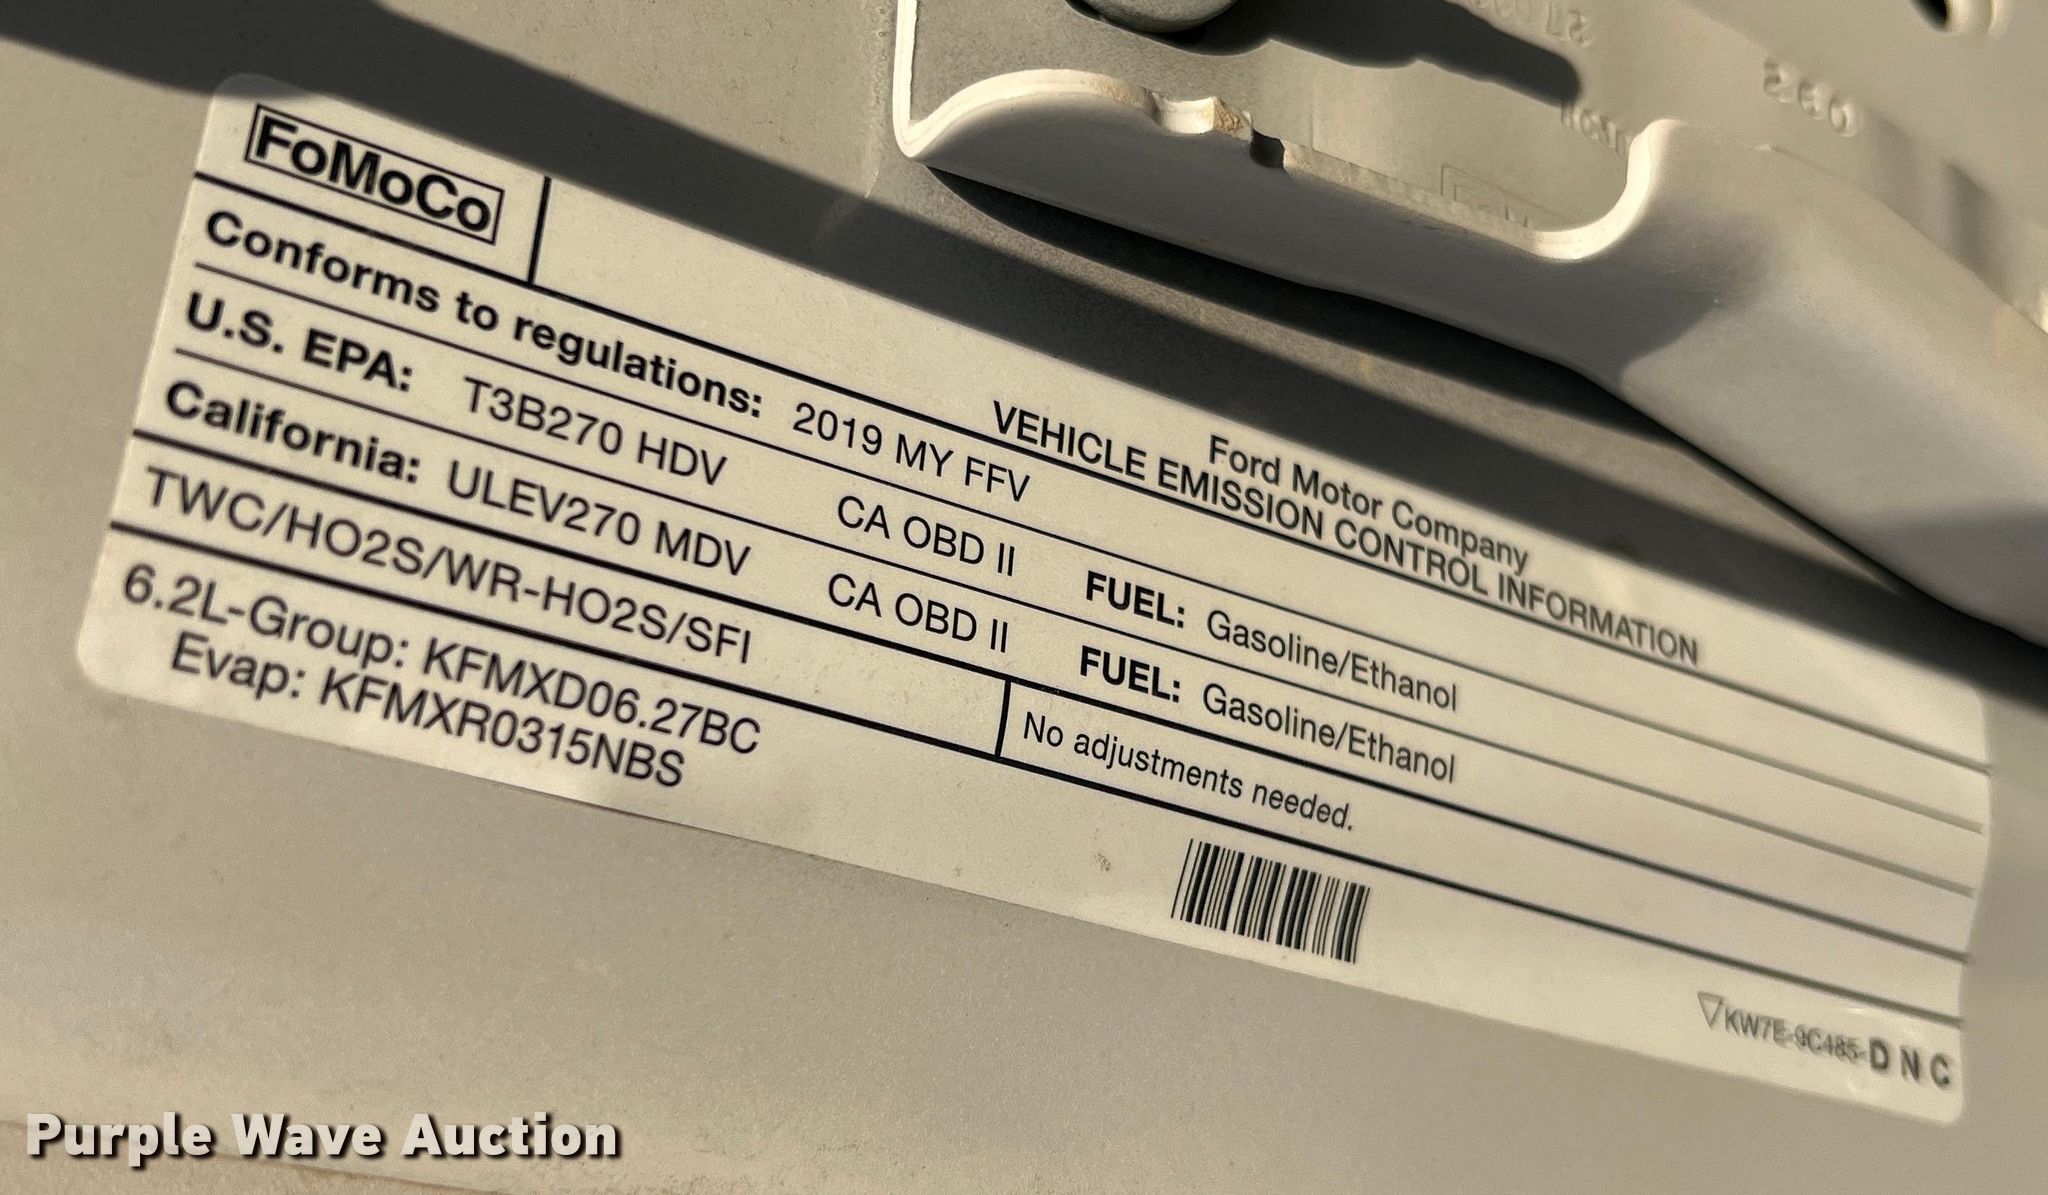 FoMoCo
Ford Motor Company
VEHICLE EMISSION CONTROL INFORMATION
Conforms to regulations: 2019 MY FFV
U.S. EPA: T3B270 HDV CA OBD II FUEL: Gasoline/Ethanol
California: ULEV270 MDV CA OBD II FUEL: Gasoline/Ethanol
TWC/HO2S/WR-HO2S/SFI No adjustments needed.
6.2L-Group: KFMXD06.27BC
Evap: KFMXR0315NBS
KW7E-9C485-DNC
Purple Wave Auction